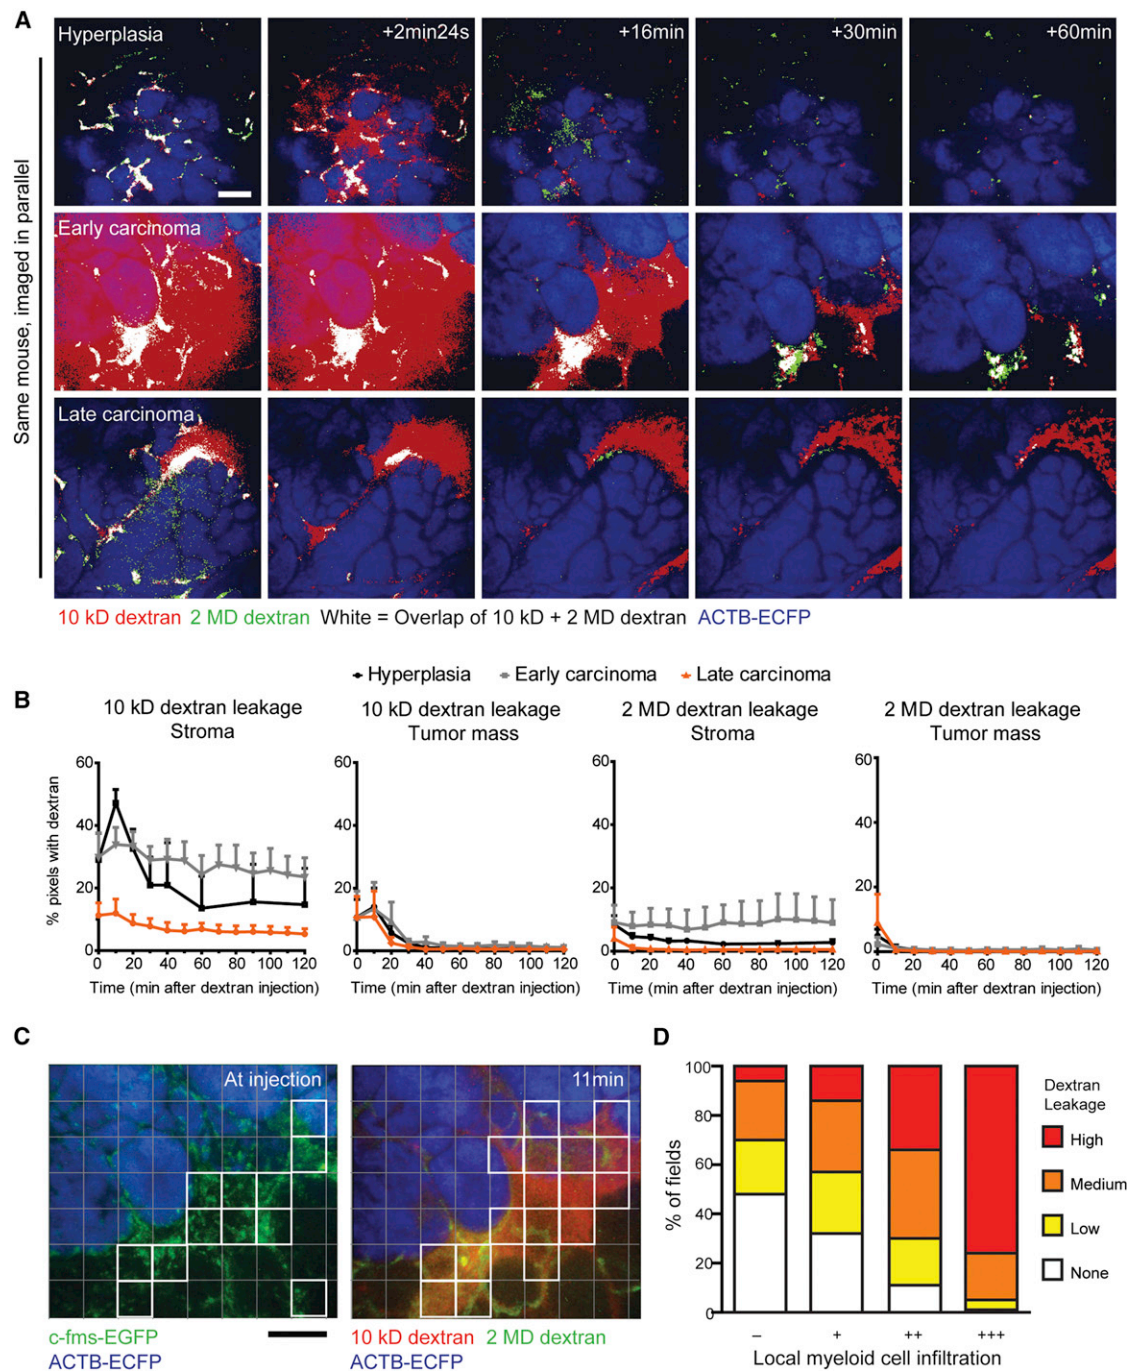 A
Same mouse, imaged in parallel
Hyperplasia
+2min24s
+16min
+30min
+60min
Early carcinoma
Late carcinoma
10 kD dextran 2 MD dextran White = Overlap of 10 kD + 2 MD dextran ACTB-ECFP
Hyperplasia Early carcinoma Late carcinoma
B
10 kD dextran leakage
Stroma
10 kD dextran leakage
Tumor mass
2 MD dextran leakage
Stroma
2 MD dextran leakage
Tumor mass
% pixels with dextran
60
40
20
0
0 20 40 60 80 100 120
Time (min after dextran injection)
60
40
20
0
0 20 40 60 80 100 120
Time (min after dextran injection)
60
40
20
0
0 20 40 60 80 100 120
Time (min after dextran injection)
60
40
20
0
0 20 40 60 80 100 120
Time (min after dextran injection)
C
At injection
11min
c-fms-EGFP
ACTB-ECFP
10 kD dextran 2 MD dextran
ACTB-ECFP
D
% of fields
100
80
60
40
20
0
– + ++ +++
Local myeloid cell infiltration
Dextran
Leakage
High
Medium
Low
None